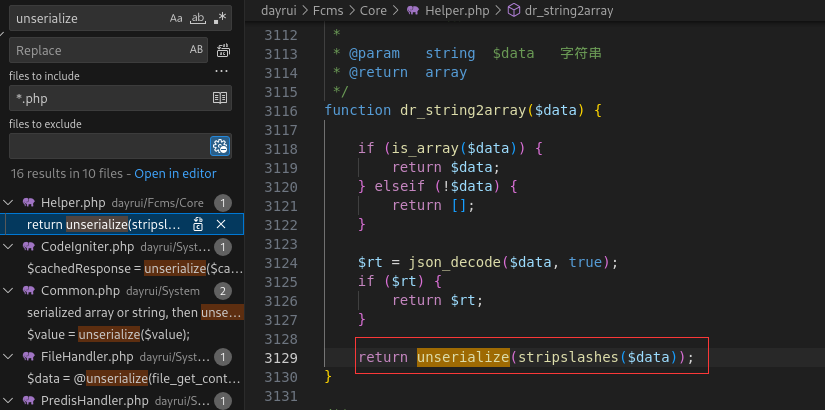 unserialize
Aa ab .*
Replace
AB
files to include
...
*.php
files to exclude
16 results in 10 files - Open in editor
Helper.php dayrui/Fcms/Core 1
return unserialize(stripsl...
CodeIgniter.php dayrui/Syst... 1
$cachedResponse = unserialize($ca...
Common.php dayrui/System 2
serialized array or string, then unse...
$value = unserialize($value);
FileHandler.php dayrui/Syst... 1
$data = @unserialize(file_get_cont...
PredisHandler.php dayrui/S... 1
dayrui > Fcms > Core > Helper.php > dr_string2array
3112 *
3113 * @param string $data 字符串
3114 * @return array
3115 */
3116 function dr_string2array($data) {
3117
3118 if (is_array($data)) {
3119 return $data;
3120 } elseif (!$data) {
3121 return [];
3122 }
3123
3124 $rt = json_decode($data, true);
3125 if ($rt) {
3126 return $rt;
3127 }
3128
3129 return unserialize(stripslashes($data));
3130 }
3131